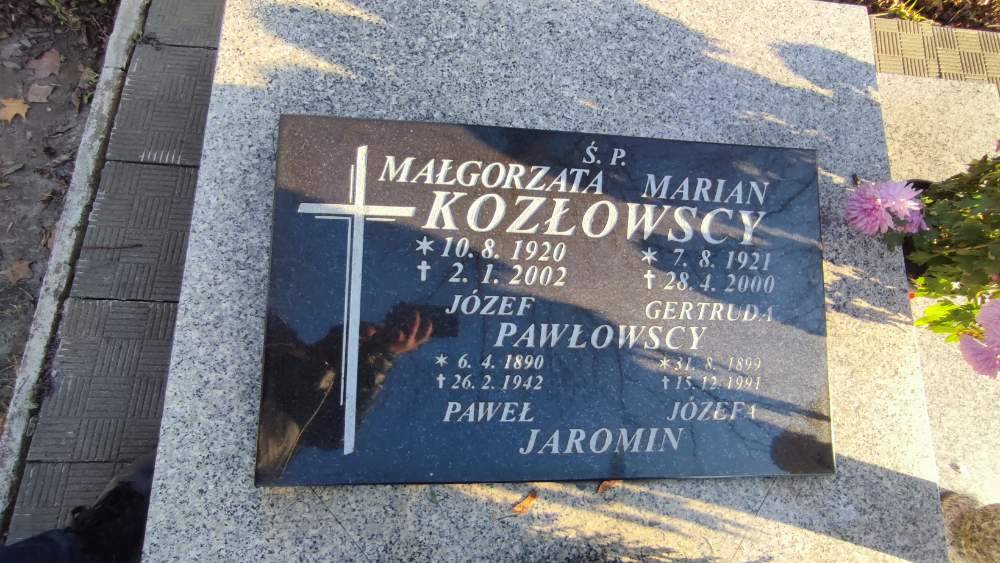 Ś. P.
MAŁGORZATA MARIAN
KOZŁOWSCY
* 10. 8. 1920 * 7. 8. 1921
† 2. 1. 2002 † 28. 4. 2000
JÓZEF GERTRUDA
PAWŁOWSCY
* 6. 4. 1890 * 31. 8. 1899
† 26. 2. 1942 † 15. 12. 1991
PAWEŁ JÓZEFA
JAROMIN